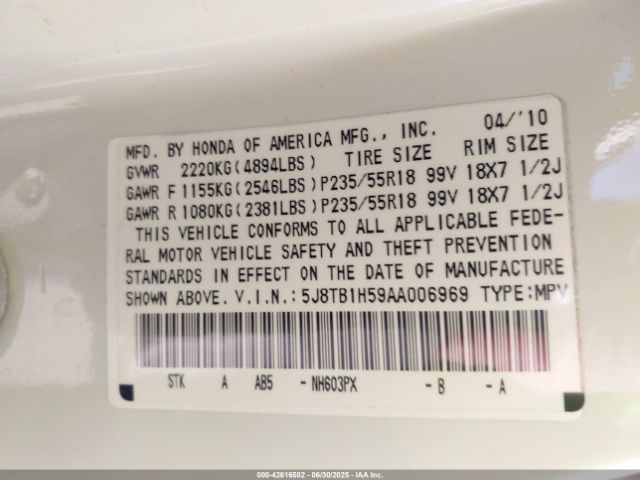 MFD. BY HONDA OF AMERICA MFG., INC. 04/'10
GVWR 2220KG(4894LBS) TIRE SIZE RIM SIZE
GAWR F 1155KG(2546LBS)P235/55R18 99V 18X7 1/2J
GAWR R 1080KG(2381LBS)P235/55R18 99V 18X7 1/2J
THIS VEHICLE CONFORMS TO ALL APPLICABLE FEDE-
RAL MOTOR VEHICLE SAFETY AND THEFT PREVENTION
STANDARDS IN EFFECT ON THE DATE OF MANUFACTURE
SHOWN ABOVE. V.I.N.:5J8TB1H59AA006969 TYPE:MPV
STK A AB5 -NH603PX -B -A
000-42616582 - 06/30/2025 - IAA Inc.